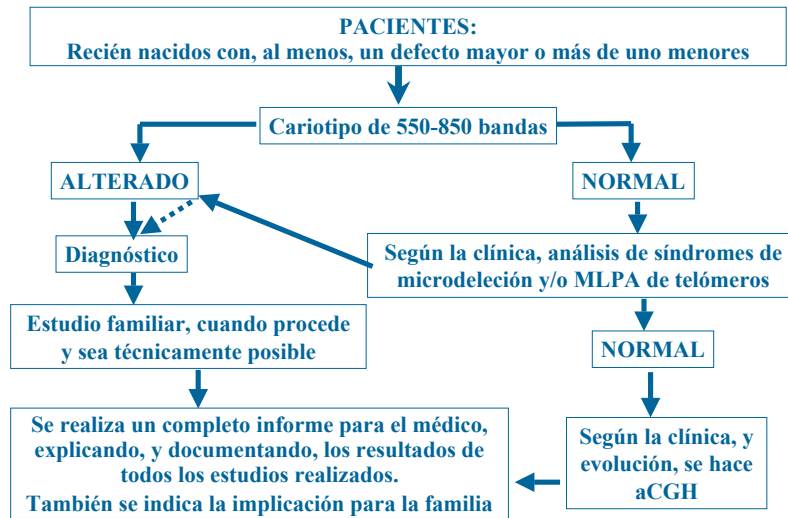 PACIENTES:
Recién nacidos con, al menos, un defecto mayor o más de uno menores
Cariotipo de 550-850 bandas
ALTERADO
NORMAL
Diagnóstico
Según la clínica, análisis de síndromes de
microdeleción y/o MLPA de telómeros
Estudio familiar, cuando procede
y sea técnicamente posible
NORMAL
Se realiza un completo informe para el médico,
explicando, y documentando, los resultados de
todos los estudios realizados.
También se indica la implicación para la familia
Según la clínica, y
evolución, se hace
aCGH